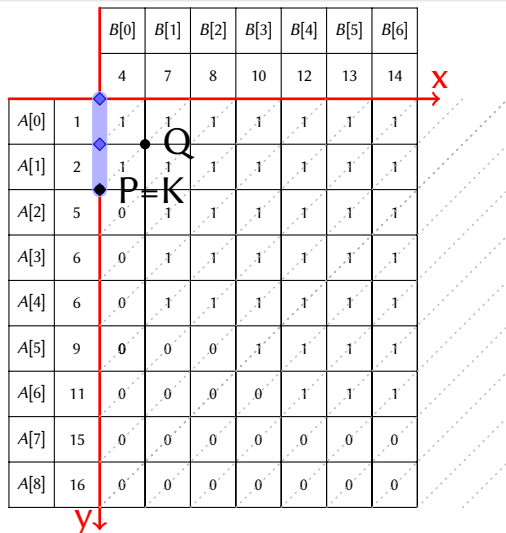 B[0] B[1] B[2] B[3] B[4] B[5] B[6]
4 7 8 10 12 13 14
x
A[0] 1 1 1 1 1 1 1 1
Q
A[1] 2 1 1 1 1 1 1 1
P=K
A[2] 5 0 1 1 1 1 1 1
A[3] 6 0 1 1 1 1 1 1
A[4] 6 0 1 1 1 1 1 1
A[5] 9 0 0 0 1 1 1 1
A[6] 11 0 0 0 0 1 1 1
A[7] 15 0 0 0 0 0 0 0
A[8] 16 0 0 0 0 0 0 0
y